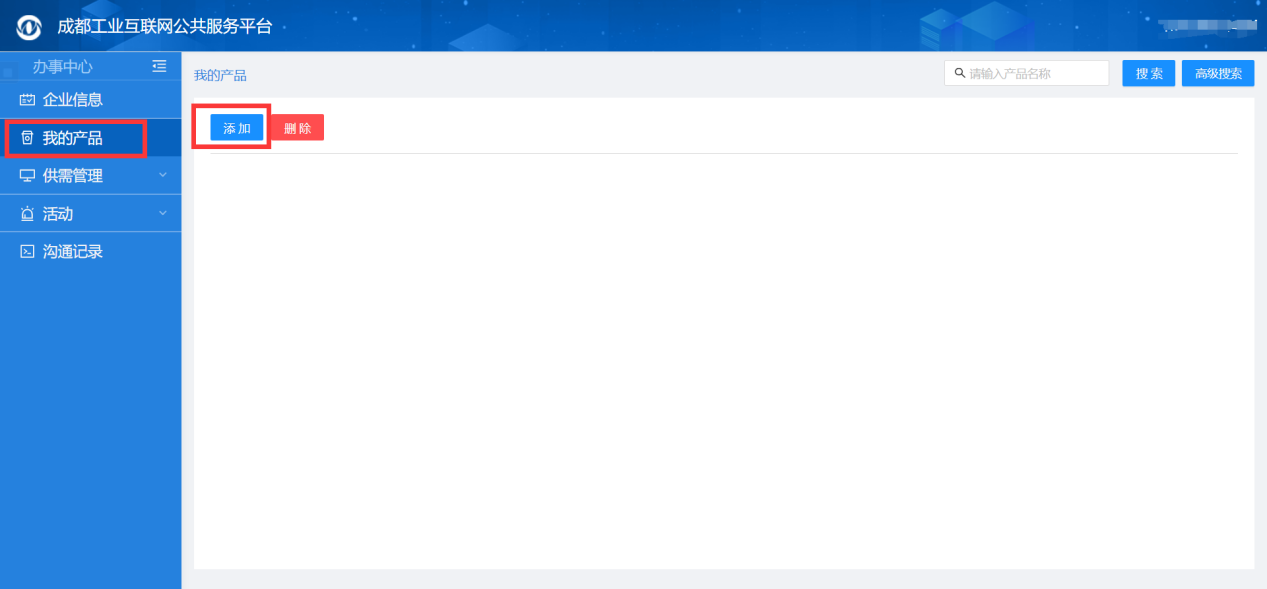 成都工业互联网公共服务平台
办事中心
企业信息
我的产品
供需管理
活动
沟通记录
我的产品
请输入产品名称
搜 索
高级搜索
添 加
删 除